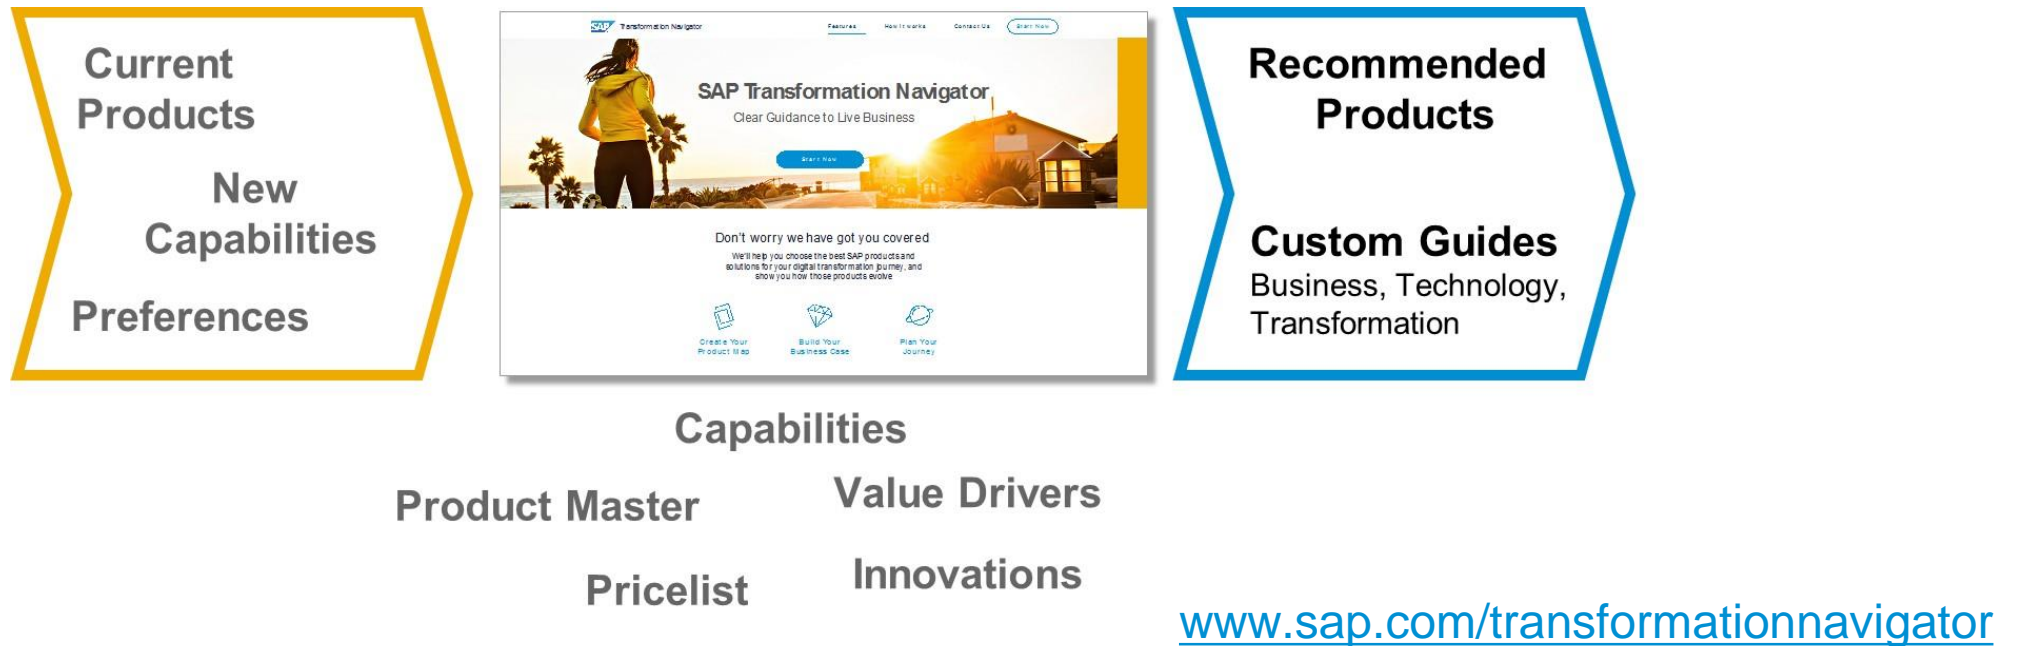 Current
Products
New
Capabilities
Preferences
SAP Transformation Navigator
Features
How it works
Contact Us
Start Now
SAP Transformation Navigator
Clear Guidance to Live Business
Start Now
Don't worry we have got you covered
We'll help you choose the best SAP products and
solutions for your digital transformation journey, and
show you how those products evolve
Create Your
Product Map
Build Your
Business Case
Plan Your
Journey
Recommended
Products
Custom Guides
Business, Technology,
Transformation
Capabilities
Product Master
Value Drivers
Pricelist
Innovations
www.sap.com/transformationnavigator